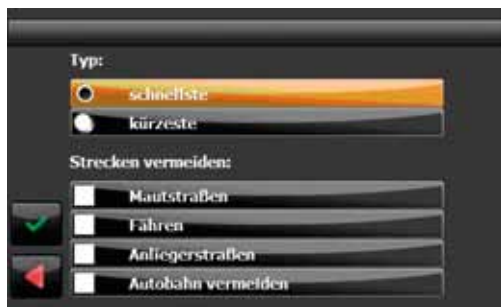 Typ:
schnellste
kürzeste
Strecken vermeiden:
Mautstraßen
Fähren
Anliegerstraßen
Autobahn vermeiden